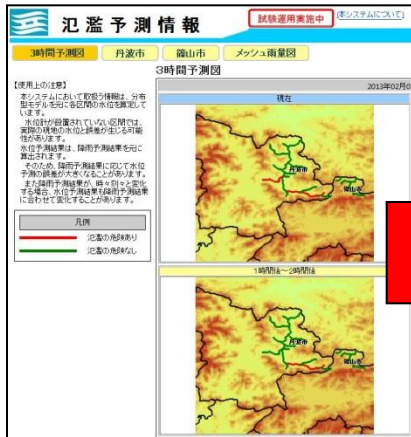 氾濫予測情報
試験運用実施中
[本システムについて]
3時間予測図
丹波市
篠山市
メッシュ雨量図
3時間予測図
【使用上の注意】
本システムにおいて取扱う情報は、分布
型モデルを元に各区間の水位を算定して
います。
水位計が設置されていない区間では、
実際の現地の水位と誤差が生じる可能
性があります。
水位予測結果は、降雨予測結果を元に
算出されます。
そのため、降雨予測結果に応じて水位
予測の誤差が大きくなることがあります。
また降雨予測結果が、時々刻々と変化
する場合、水位予測結果も降雨予測結果
に合わせて変化することがあります。
凡例
氾濫の危険あり
氾濫の危険なし
2013年02月0
現在
丹波市
篠山市
1時間後～2時間後
丹波市
篠山市